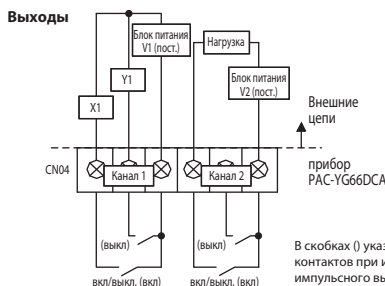 Выходы
Блок питания
V1 (пост.)
Нагрузка
Y1
Блок питания
V2 (пост.)
X1
Внешние
цепи
CN04
Канал 1
Канал 2
прибор
PAC-YG66DCA
(выкл)
(выкл)
вкл/выкл. (вкл)
вкл/выкл. (вкл)
В скобках () указ
контактов при и
импульсного вы